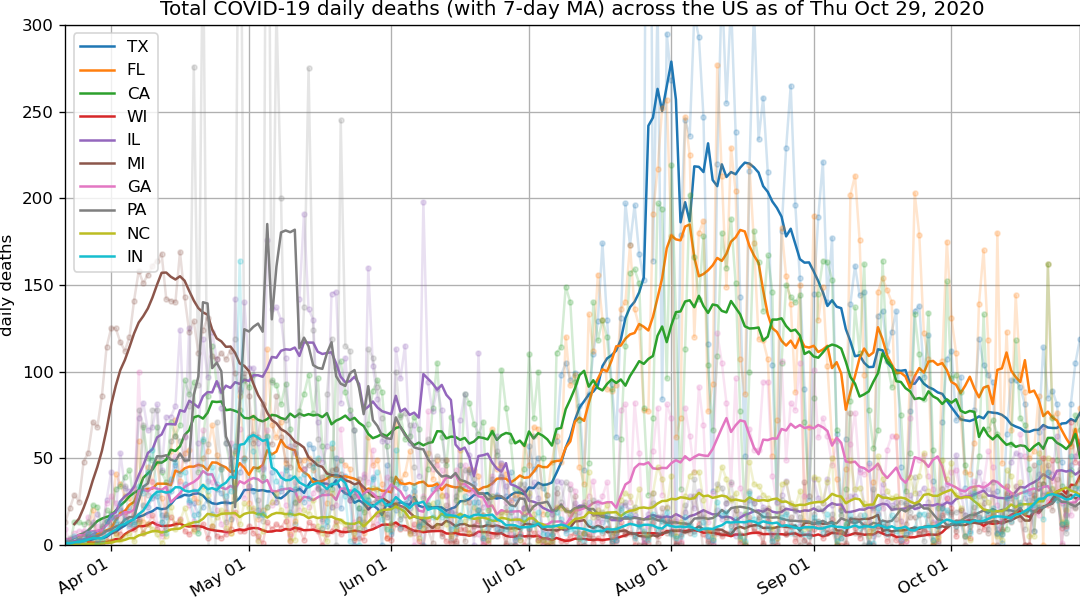 Total COVID-19 daily deaths (with 7-day MA) across the US as of Thu Oct 29, 2020
daily deaths
300
250
200
150
100
50
0
TX
FL
CA
WI
IL
MI
GA
PA
NC
IN
Apr 01
May 01
Jun 01
Jul 01
Aug 01
Sep 01
Oct 01